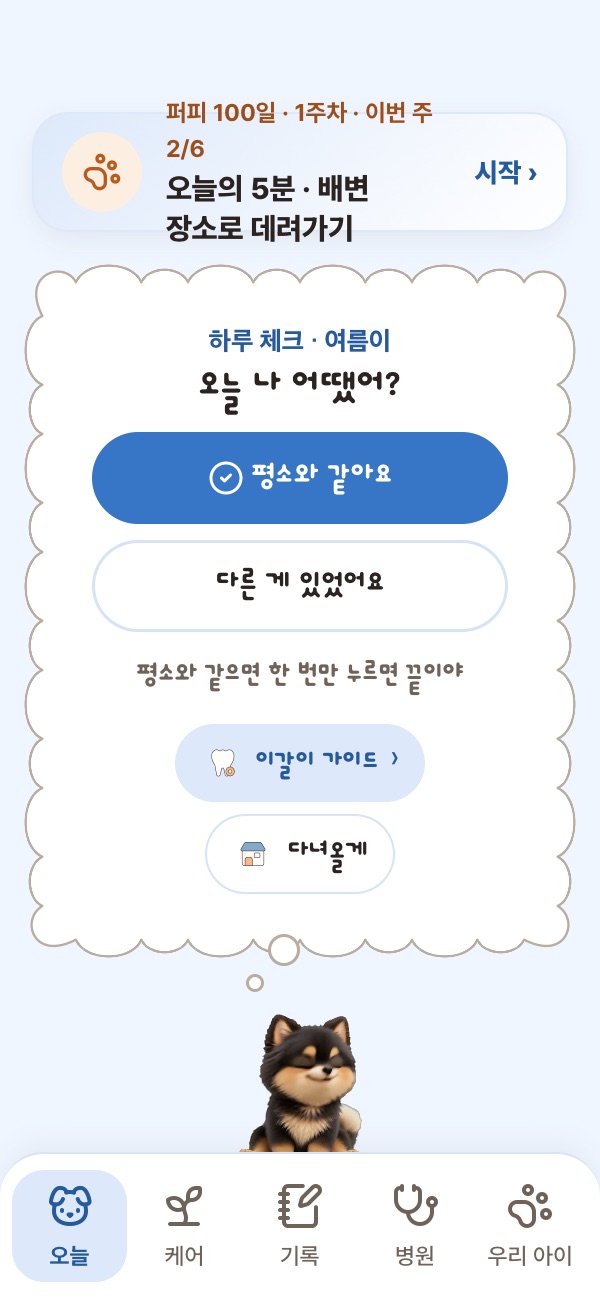 퍼피 100일 · 1주차 · 이번 주
2/6
오늘의 5분 · 배변
장소로 데려가기
시작 ›
하루 체크 · 여름이
오늘 나 어땠어?
평소와 같아요
다른 게 있었어요
평소와 같으면 한 번만 누르면 끝이야
이갈이 가이드 ›
다녀올게
오늘
케어
기록
병원
우리 아이